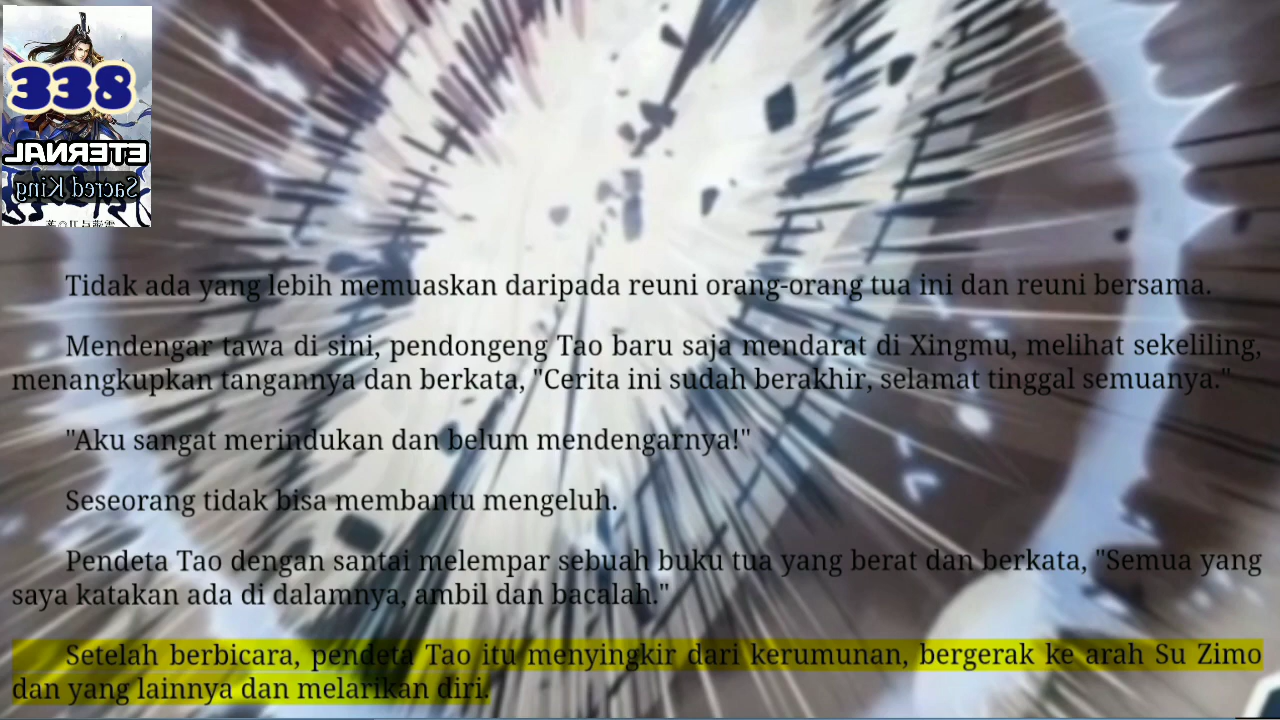 338
ETERNAL
Sacred King
Tidak ada yang lebih memuaskan daripada reuni orang-orang tua ini dan reuni bersama.
Mendengar tawa di sini, pendongeng Tao baru saja mendarat di Xingmu, melihat sekeliling,
menangkupkan tangannya dan berkata, "Cerita ini sudah berakhir, selamat tinggal semuanya."
"Aku sangat merindukan dan belum mendengarnya!"
Seseorang tidak bisa membantu mengeluh.
Pendeta Tao dengan santai melempar sebuah buku tua yang berat dan berkata, "Semua yang
saya katakan ada di dalamnya, ambil dan bacalah."
Setelah berbicara, pendeta Tao itu menyingkir dari kerumunan, bergerak ke arah Su Zimo
dan yang lainnya dan melarikan diri.